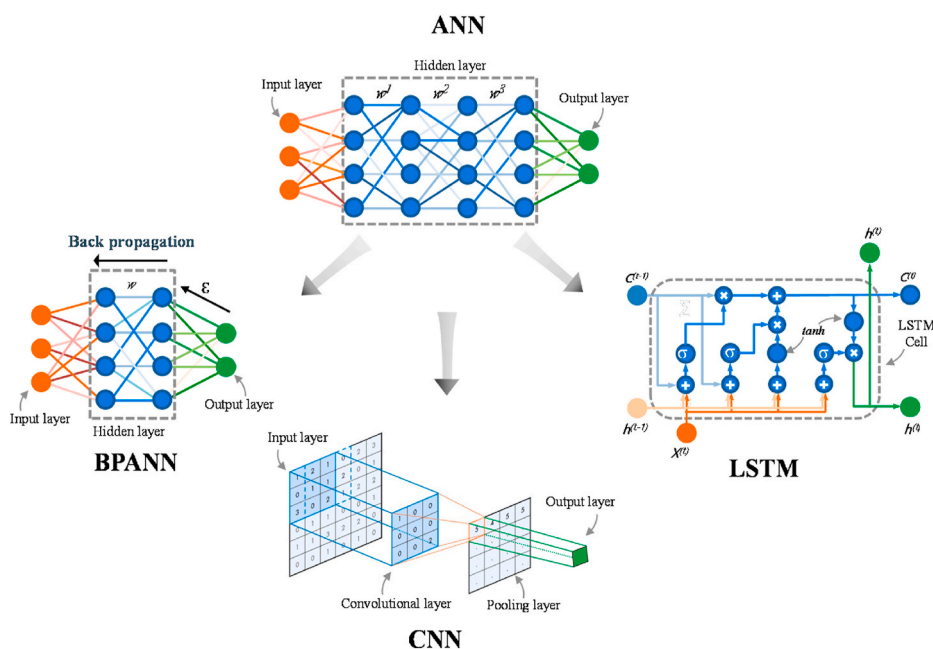 ANN
Hidden layer
Input layer
w1 w2 w3
Output layer
Back propagation
w
ε
Input layer
Hidden layer
Output layer
BPANN
h(t)
C(t-1)
C(t)
× +
×
tanh
LSTM
Cell
σ σ σ ×
+ + + +
h(t-1)
X(t)
h(t)
LSTM
Input layer
Output layer
Convolutional layer
Pooling layer
CNN